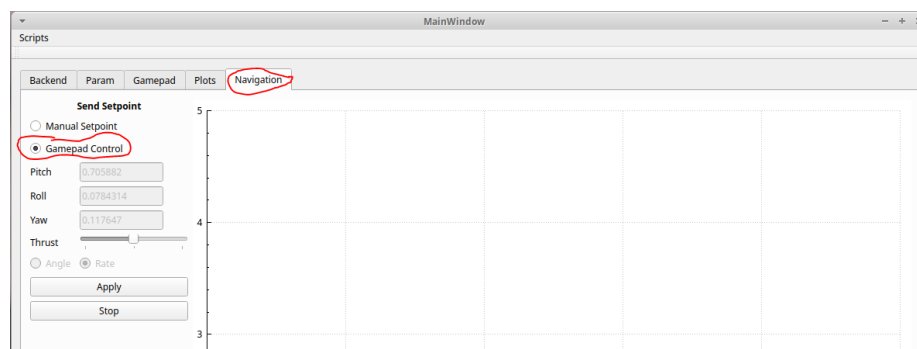 MainWindow
Scripts
Backend Param Gamepad Plots Navigation
Send Setpoint
Manual Setpoint
Gamepad Control
Pitch 0.705882
Roll 0.0784314
Yaw 0.117647
Thrust
Angle Rate
Apply
Stop
5
4
3